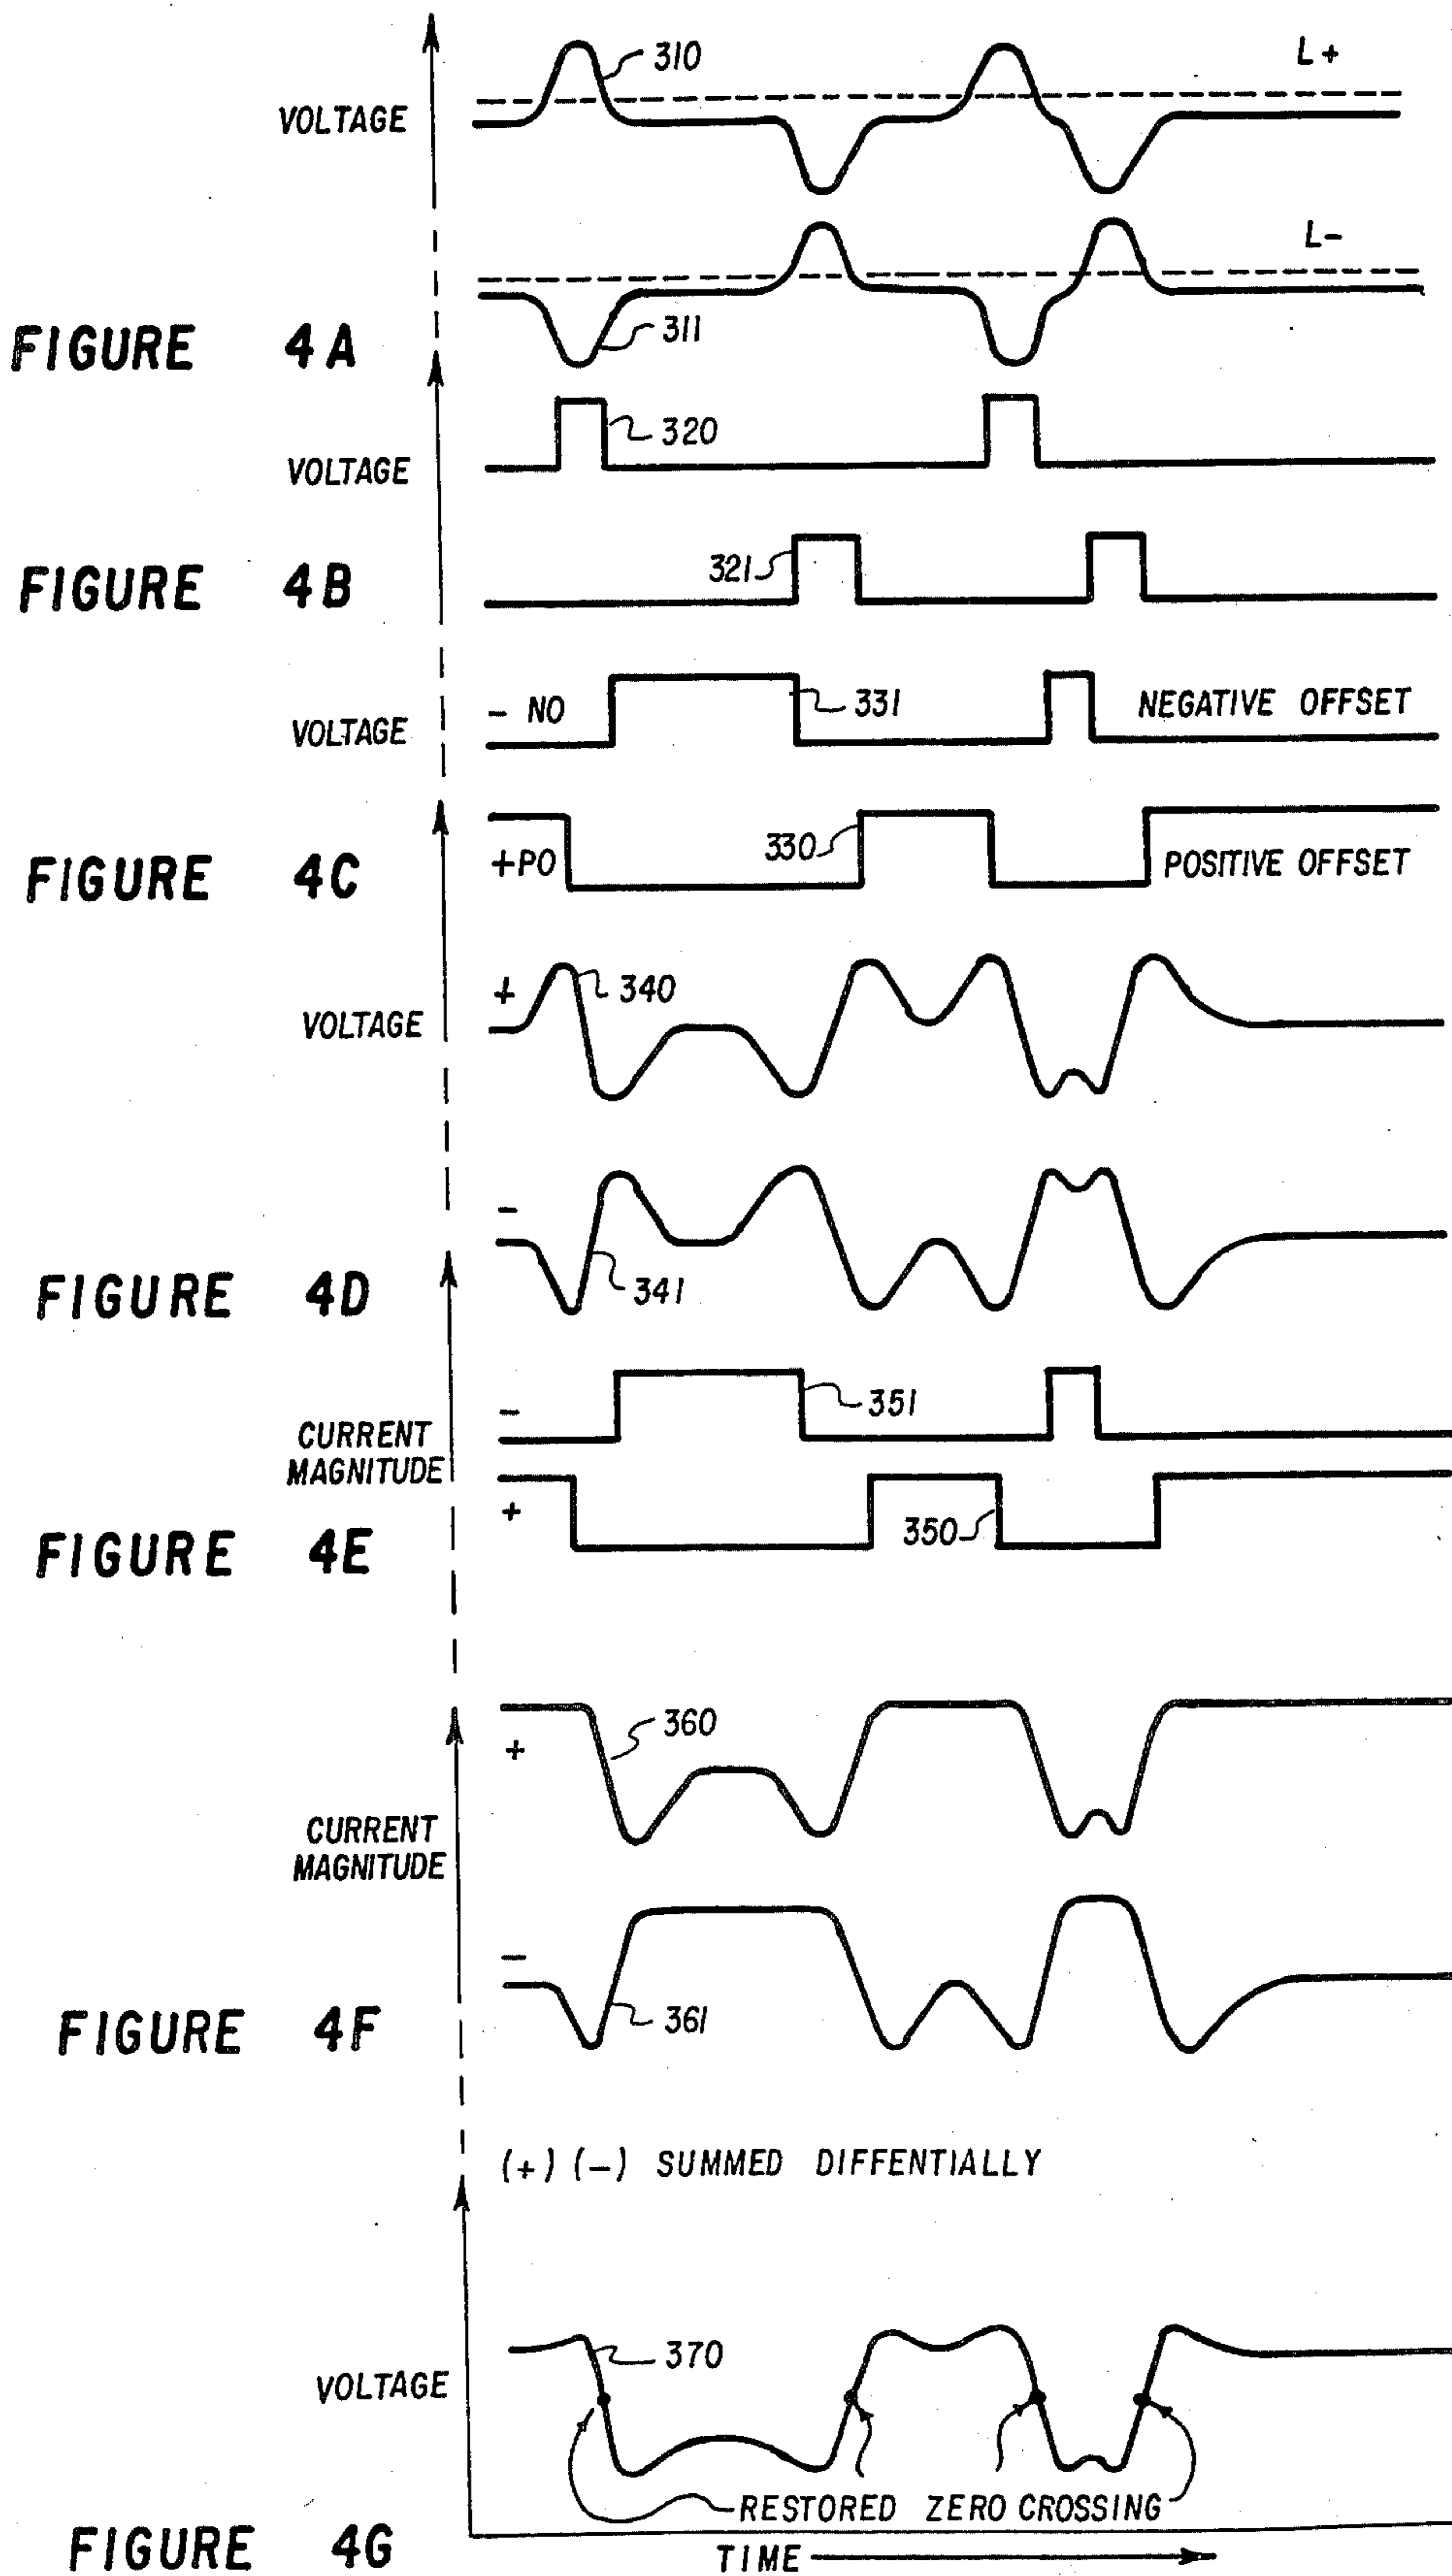 310
L+
VOLTAGE
L-
311
FIGURE 4A
320
VOLTAGE
321
FIGURE 4B
- NO
331
NEGATIVE OFFSET
VOLTAGE
330
+PO
POSITIVE OFFSET
FIGURE 4C
+
340
VOLTAGE
-
341
FIGURE 4D
-
351
CURRENT
MAGNITUDE
+
350
FIGURE 4E
360
+
CURRENT
MAGNITUDE
-
361
FIGURE 4F
(+) (-) SUMMED DIFFENTIALLY
370
VOLTAGE
RESTORED ZERO CROSSING
FIGURE 4G
TIME